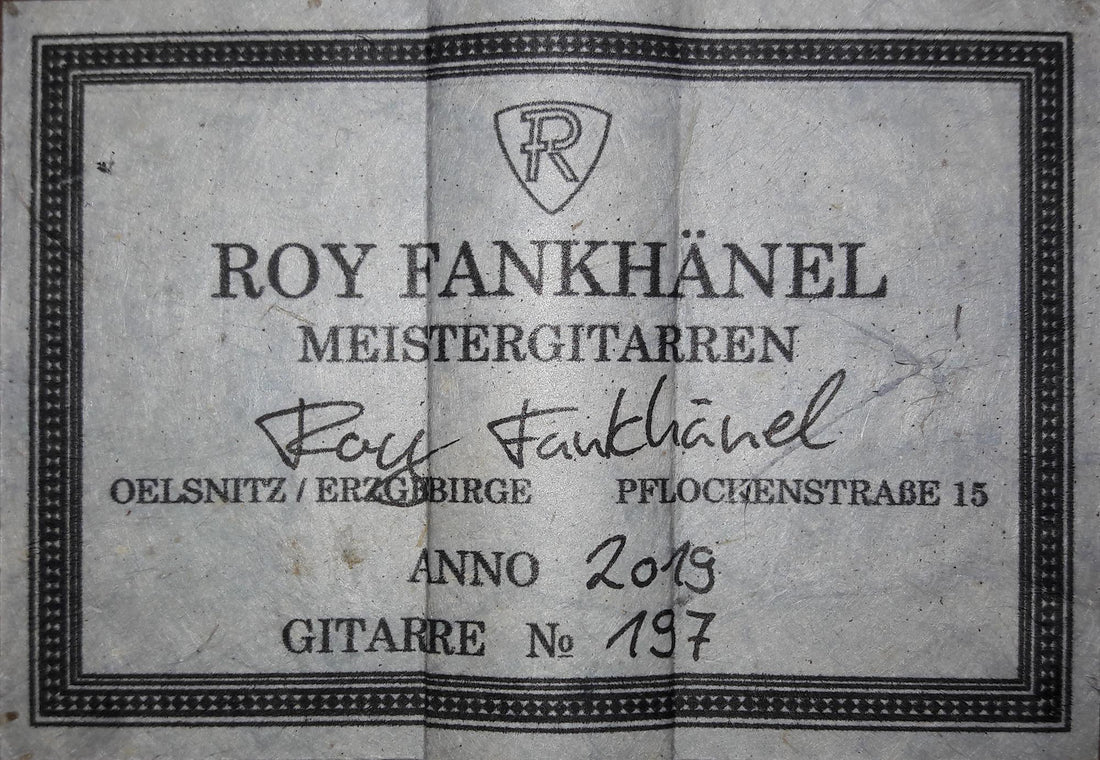 R
ROY FANKHÄNEL
MEISTERGITARREN
Roy Fankhänel
OELSNITZ / ERZGEBIRGE PFLOCKENSTRAßE 15
ANNO 2019
GITARRE No 197